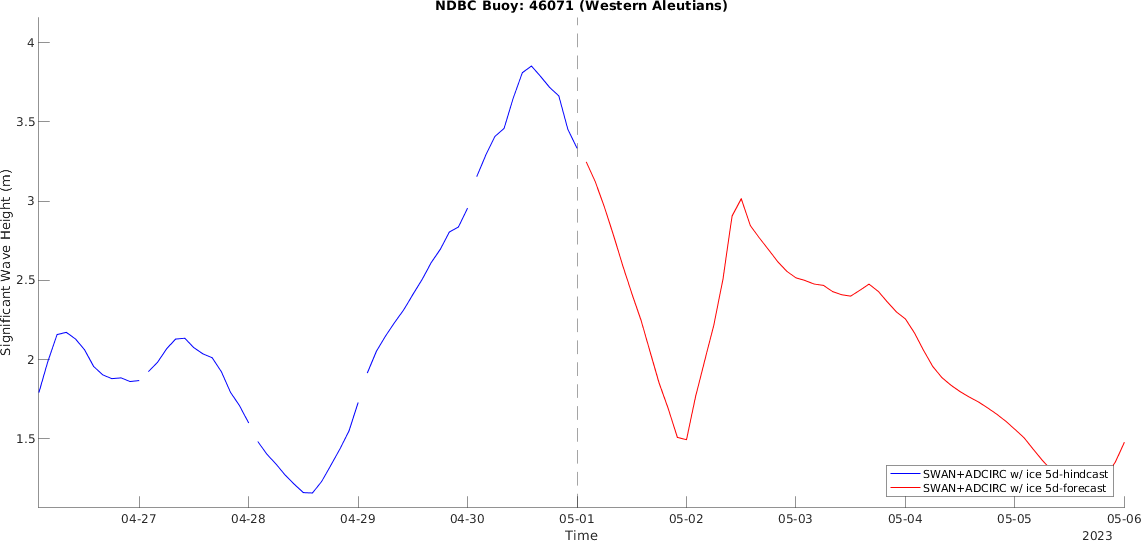 NDBC Buoy: 46071 (Western Aleutians)
4
3.5
3
2.5
2
1.5
Significant Wave Height (m)
SWAN+ADCIRC w/ ice 5d-hindcast
SWAN+ADCIRC w/ ice 5d-forecast
04-27 04-28 04-29 04-30 05-01 05-02 05-03 05-04 05-05 05-06
Time
2023